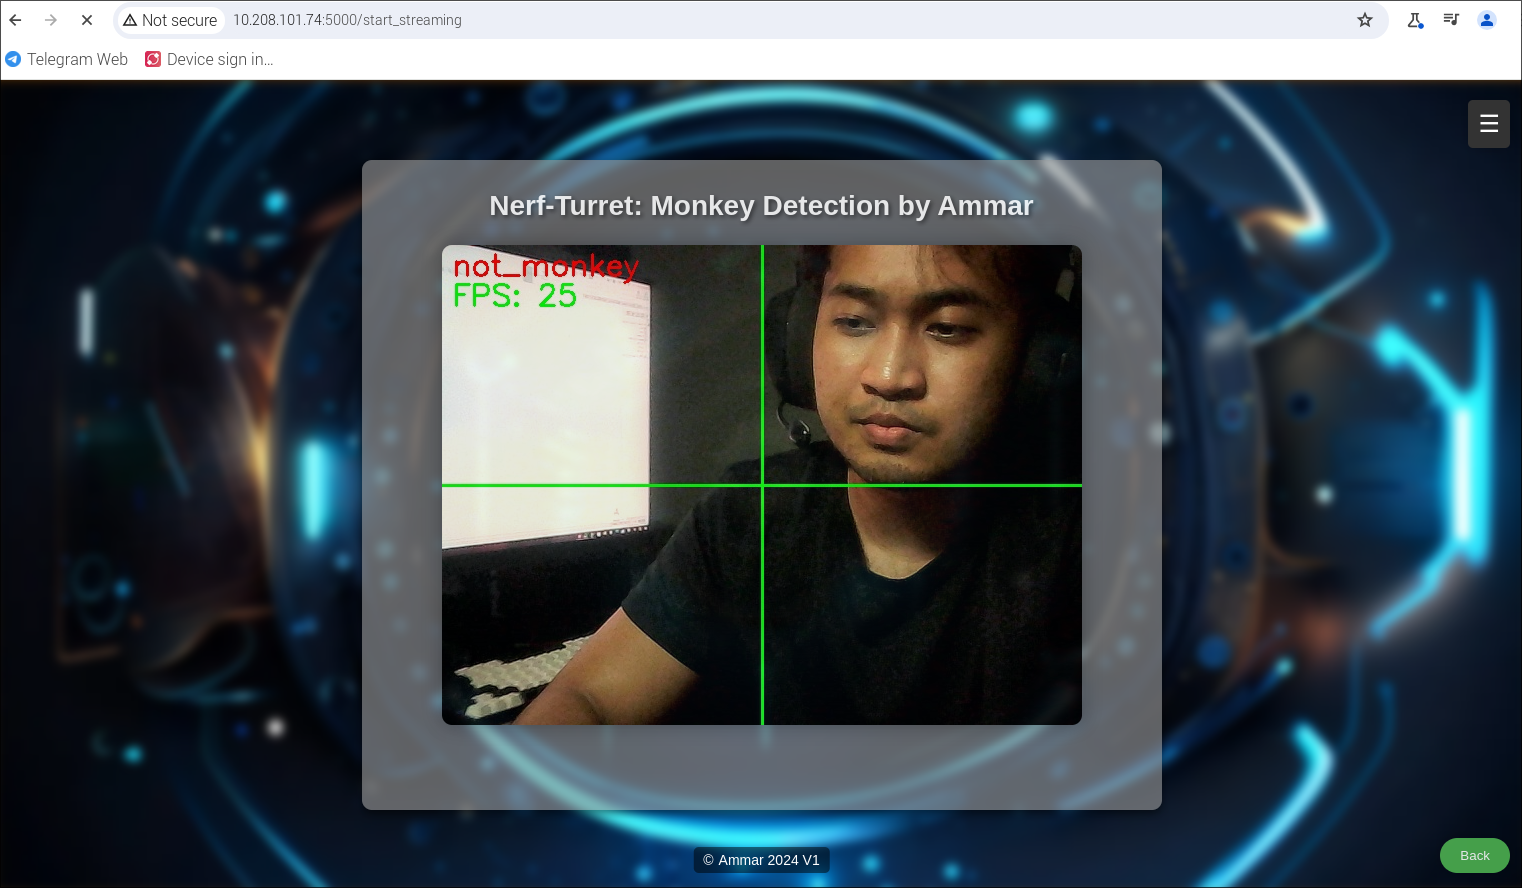 Not secure 10.208.101.74:5000/start_streaming
Telegram Web Device sign in...
Nerf-Turret: Monkey Detection by Ammar
not_monkey
FPS: 25
© Ammar 2024 V1
Back